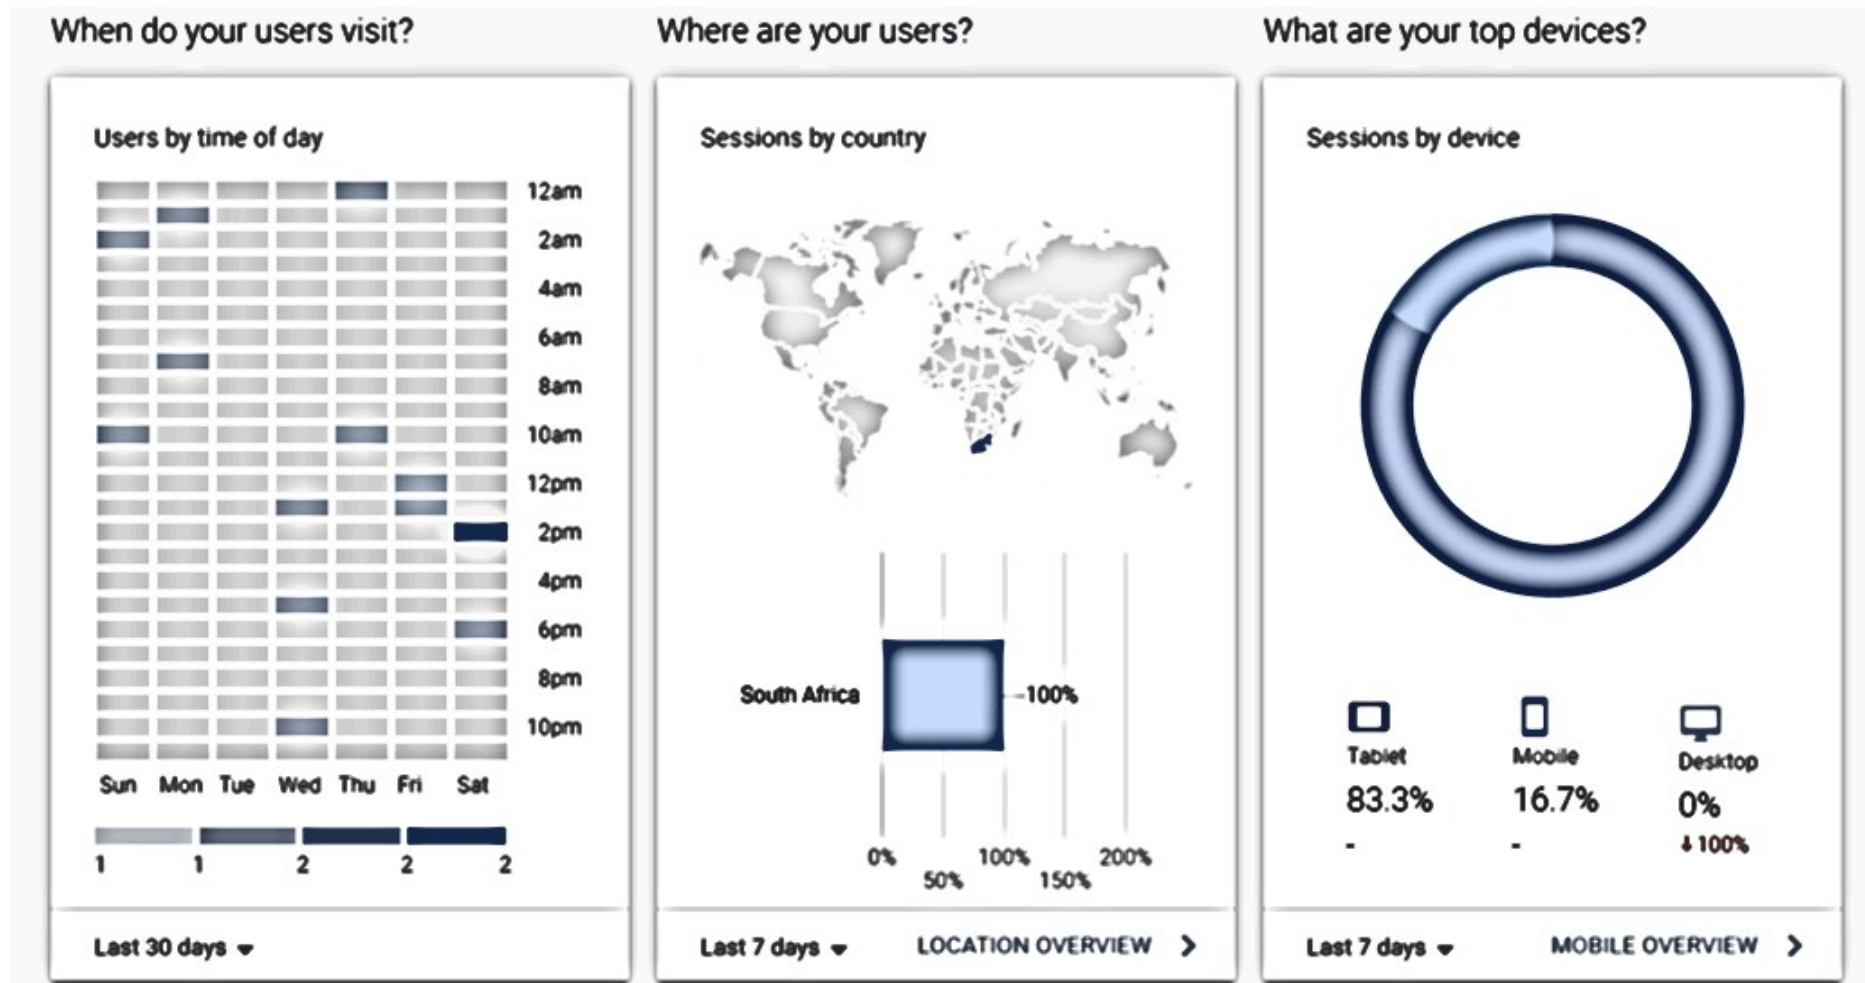 When do your users visit?
Users by time of day
12am
2am
4am
6am
8am
10am
12pm
2pm
4pm
6pm
8pm
10pm
Sun Mon Tue Wed Thu Fri Sat
1 1 2 2 2
Last 30 days
Where are your users?
Sessions by country
South Africa 100%
0% 100% 200%
50% 150%
Last 7 days LOCATION OVERVIEW
What are your top devices?
Sessions by device
Tablet Mobile Desktop
83.3% 16.7% 0%
- - 100%
Last 7 days MOBILE OVERVIEW